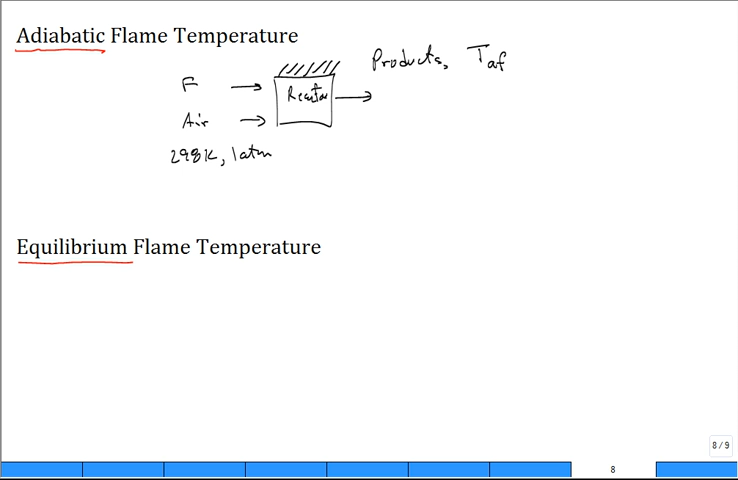 Adiabatic Flame Temperature
Products, Taf
F
Reactor
Air
298K, 1atm
Equilibrium Flame Temperature
8 / 9
8